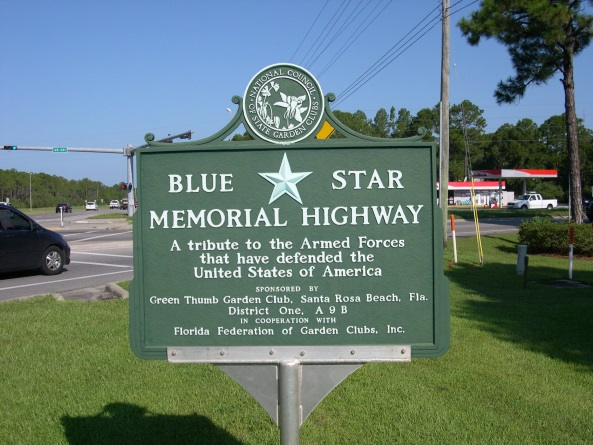 NATIONAL COUNCIL
OF STATE GARDEN CLUBS
BLUE STAR
MEMORIAL HIGHWAY
A tribute to the Armed Forces
that have defended the
United States of America
SPONSORED BY
Green Thumb Garden Club, Santa Rosa Beach, Fla.
District One, A 9 B
IN COOPERATION WITH
Florida Federation of Garden Clubs, Inc.